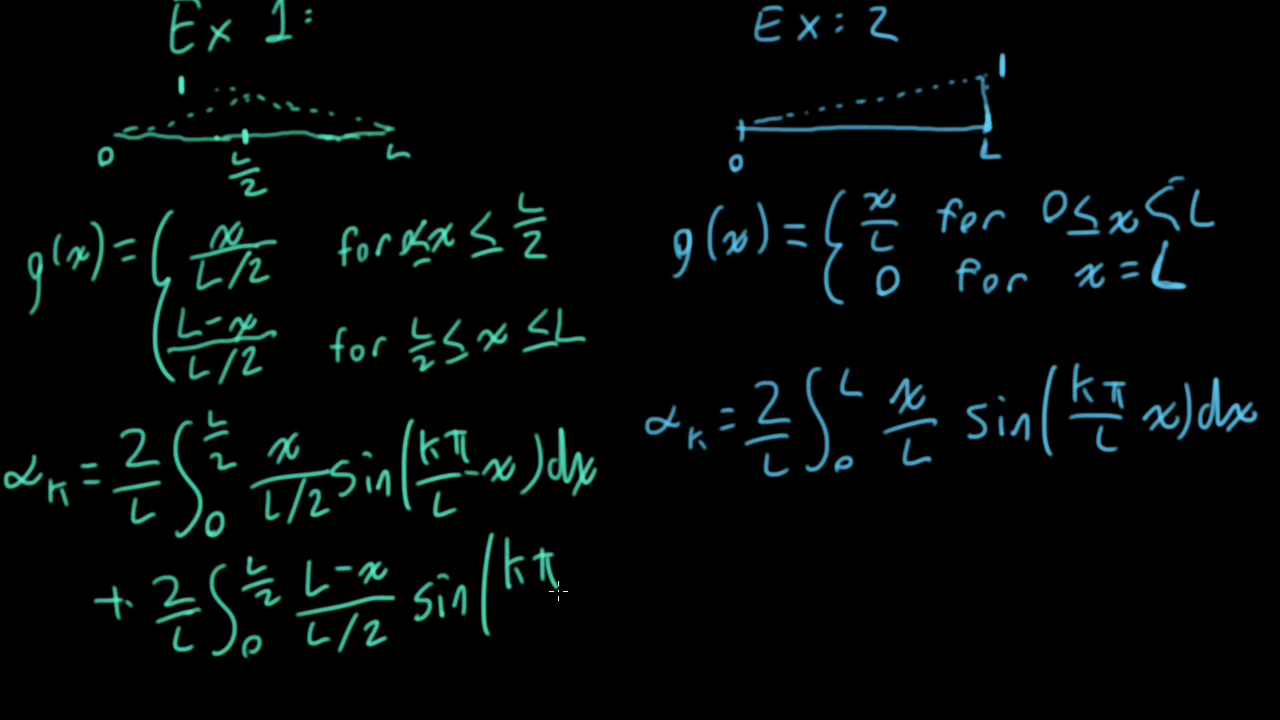 Ex 1:
1
0 L/2 L
g(x) = { x/(L/2) for 0≤x ≤ L/2
(L-x)/(L/2) for L/2 ≤ x ≤ L
α_k = 2/L ∫_0^{L/2} x/(L/2) sin(kπ/L x) dx
+ 2/L ∫_0^{L/2} (L-x)/(L/2) sin(kπ
Ex: 2
1
0 L
g(x) = { x/L for 0≤x≤L
0 for x=L
α_k = 2/L ∫_0^L x/L sin(kπ/L x)dx